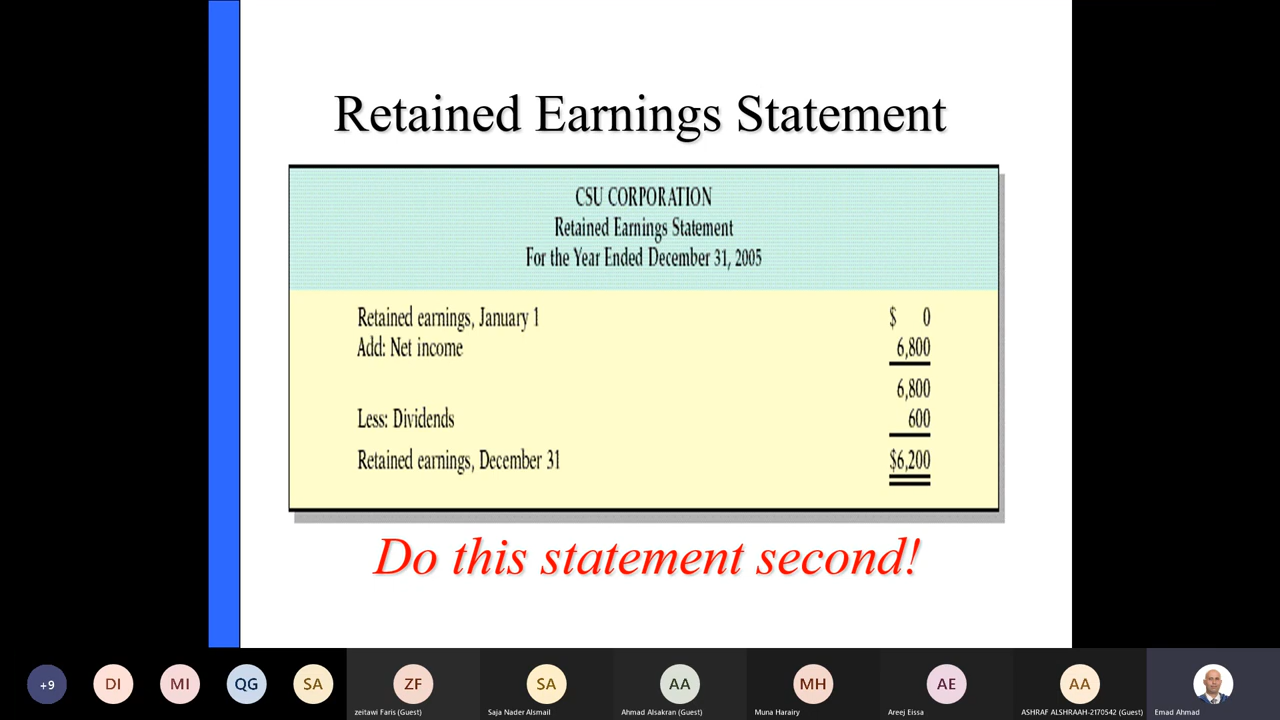 Retained Earnings Statement
CSU CORPORATION
Retained Earnings Statement
For the Year Ended December 31, 2005
Retained earnings, January 1 $ 0
Add: Net income 6,800
6,800
Less: Dividends 600
Retained earnings, December 31 $6,200
Do this statement second!
+9 DI MI QG SA ZF SA AA MH AE AA
zeitawi Faris (Guest) Saja Nader Alsmail Ahmad Alsakran (Guest) Muna Harairy Areej Eissa ASHRAF ALSHRAAH-2170542 (Guest) Emad Ahmad